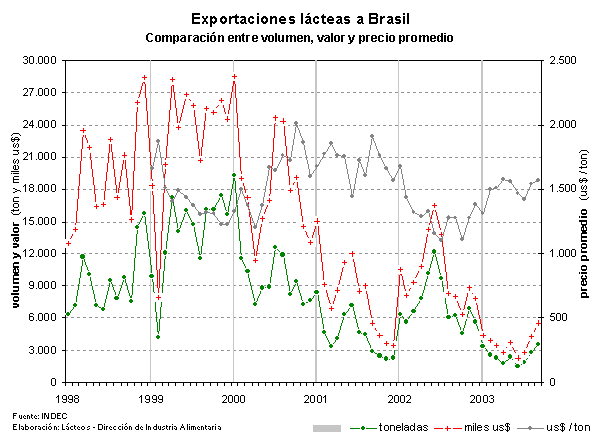 Exportaciones lácteas a Brasil
Comparación entre volumen, valor y precio promedio
volumen y valor (ton y miles us$)
30.000
27.000
24.000
21.000
18.000
15.000
12.000
9.000
6.000
3.000
0
2.500
2.000
1.500
1.000
500
0
precio promedio (us$ / ton)
1998 1999 2000 2001 2002 2003
Fuente: INDEC
Elaboración: Lácteos - Dirección de Industria Alimentaria
toneladas miles us$ us$ / ton